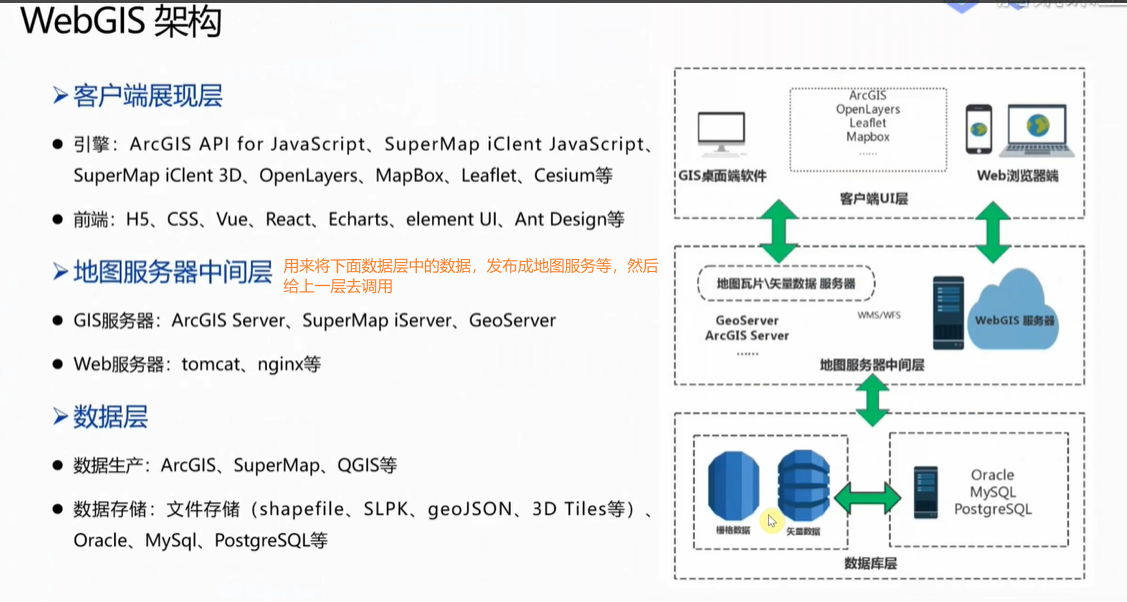 WebGIS 架构
➢客户端展现层
● 引擎：ArcGIS API for JavaScript、SuperMap iClient JavaScript、
SuperMap iClient 3D、OpenLayers、MapBox、Leaflet、Cesium等
● 前端：H5、CSS、Vue、React、Echarts、element UI、Ant Design等
➢地图服务器中间层
用来将下面数据层中的数据，发布成地图服务等，然后
给上一层去调用
● GIS服务器：ArcGIS Server、SuperMap iServer、GeoServer
● Web服务器：tomcat、nginx等
➢数据层
● 数据生产：ArcGIS、SuperMap、QGIS等
● 数据存储：文件存储（shapefile、SLPK、geoJSON、3D Tiles等）、
Oracle、MySql、PostgreSQL等
ArcGIS
OpenLayers
Leaflet
Mapbox
......
GIS桌面端软件
Web浏览器端
客户端UI层
地图瓦片\矢量数据 服务器
GeoServer
ArcGIS Server
......
WMS/WFS
WebGIS 服务器
地图服务器中间层
栅格数据
矢量数据
Oracle
MySQL
PostgreSQL
数据库层